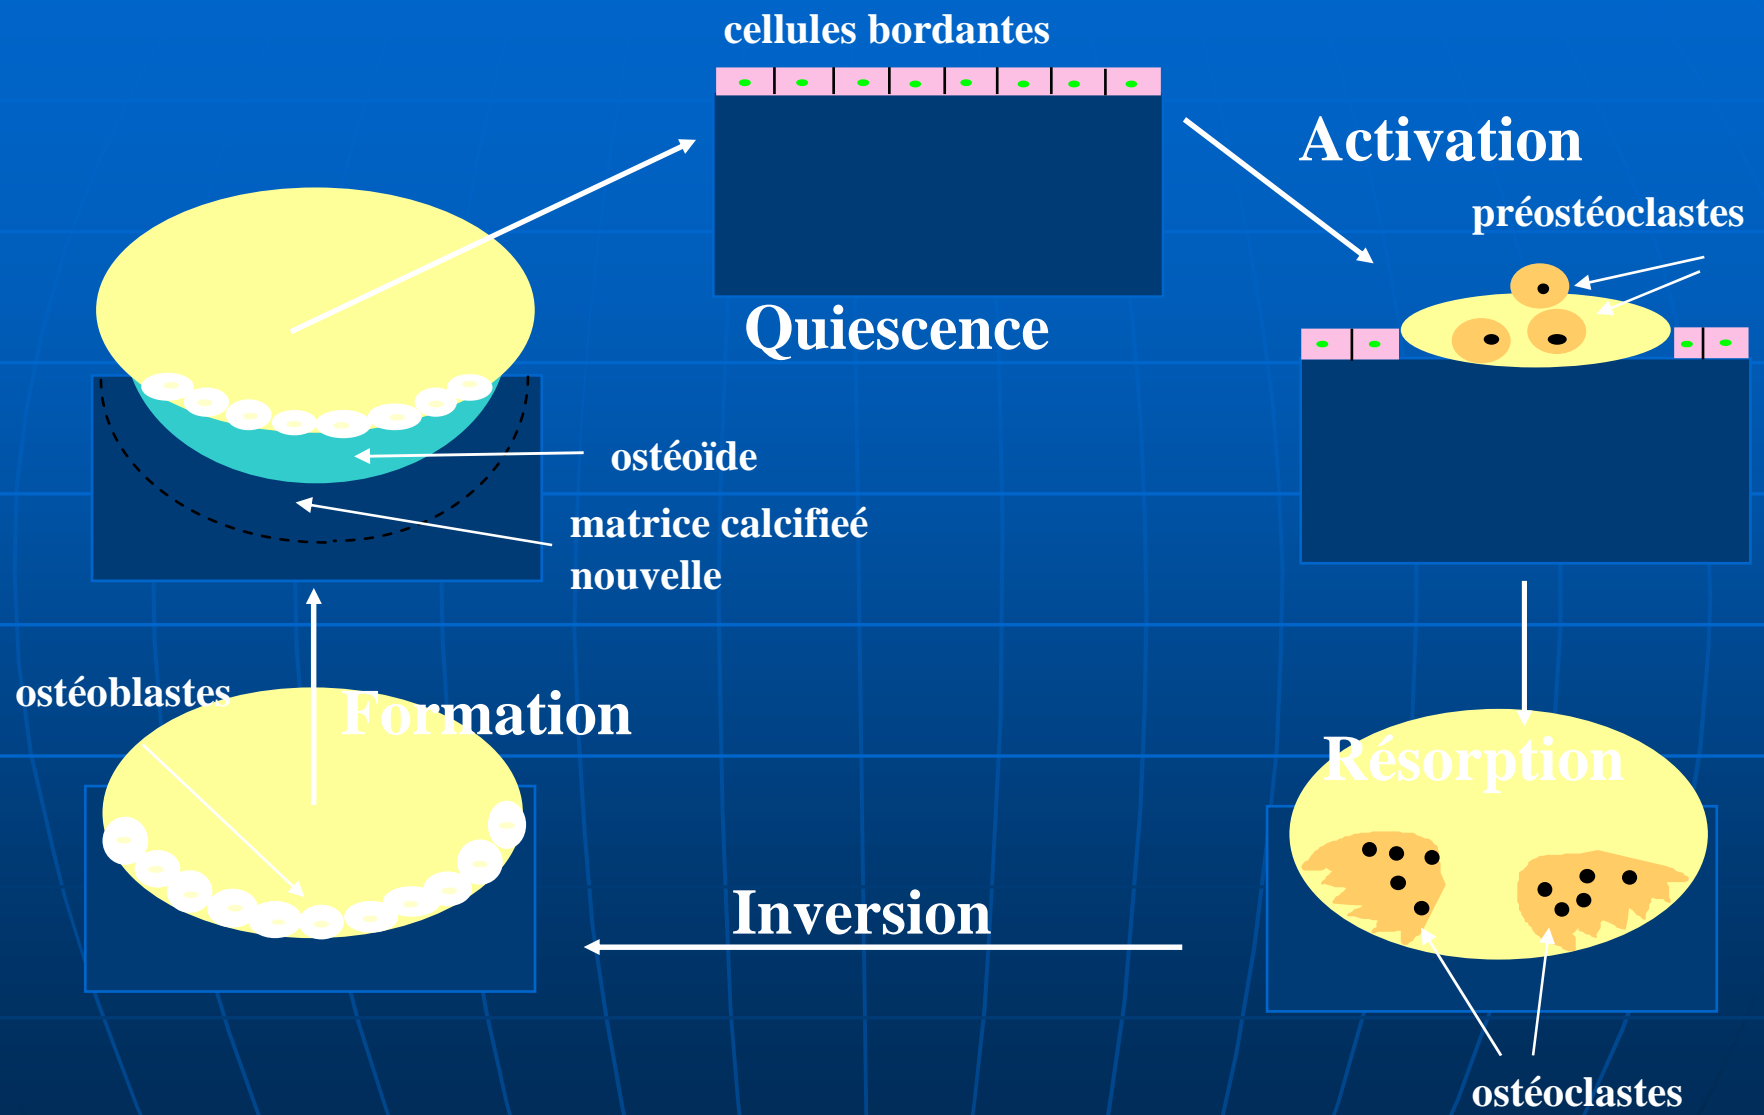 cellules bordantes
Activation
préostéoclastes
Quiescence
ostéoïde
matrice calcifieé
nouvelle
ostéoblastes
Formation
Résorption
Inversion
ostéoclastes